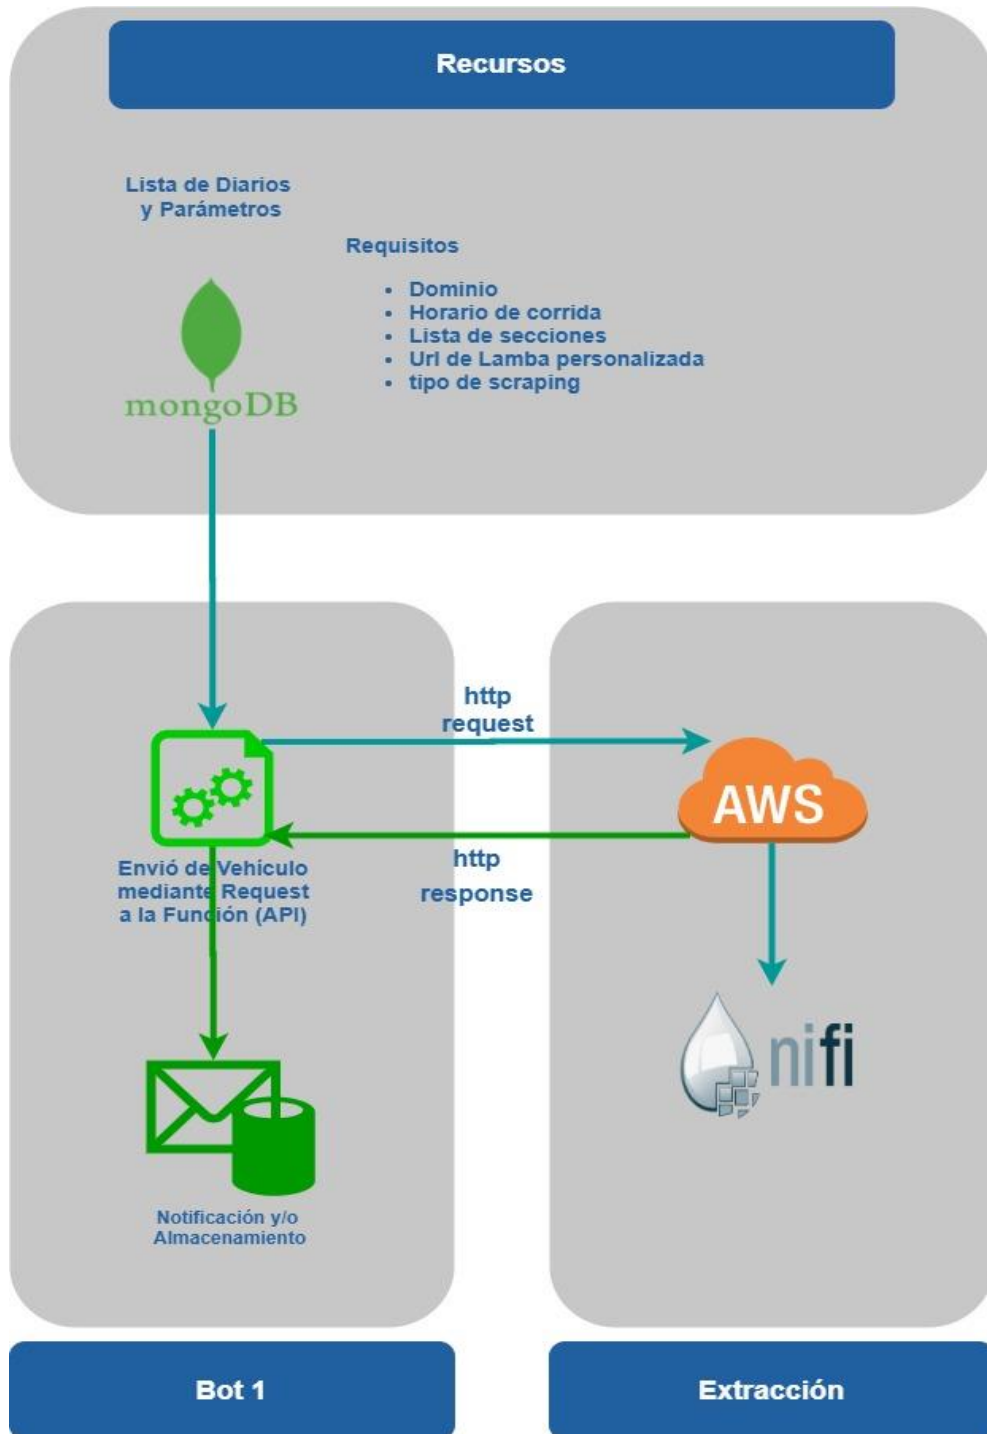 Recursos
Lista de Diarios
y Parámetros
Requisitos
• Dominio
• Horario de corrida
• Lista de secciones
• Url de Lamba personalizada
• tipo de scraping
mongoDB
http
request
AWS
http
response
Envió de Vehículo
mediante Request
a la Función (API)
nifi
Notificación y/o
Almacenamiento
Bot 1
Extracción